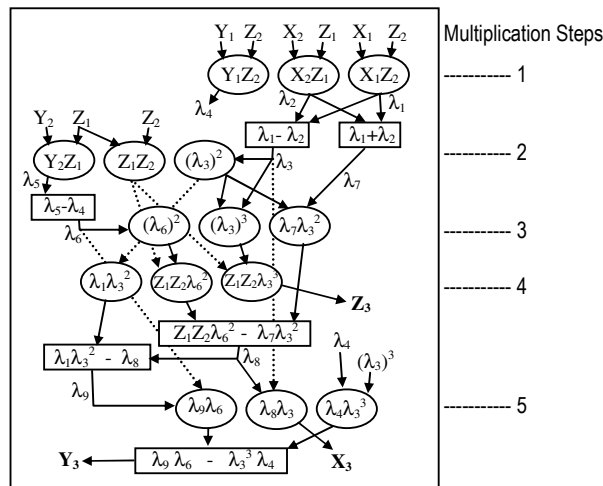 Y₁ Z₂ X₂ Z₁ X₁ Z₂ Multiplication Steps
Y₁Z₂ X₂Z₁ X₁Z₂ ---------- 1
λ₄ λ₂ λ₁
Y₂ Z₁ Z₂ λ₁- λ₂ λ₁+λ₂
Y₂Z₁ Z₁Z₂ (λ₃)² λ₃ ---------- 2
λ₅ λ₇
λ₅-λ₄
λ₆ (λ₆)² (λ₃)³ λ₇λ₃² ---------- 3
λ₁λ₃² Z₁Z₂λ₆² Z₁Z₂λ₃³ ---------- 4
Z₃
Z₁Z₂λ₆² - λ₇λ₃² λ₄
λ₁λ₃² - λ₈ λ₈ (λ₃)³
λ₉
λ₉λ₆ λ₈λ₃ λ₄λ₃³ ---------- 5
Y₃ λ₉ λ₆ - λ₃³ λ₄ X₃